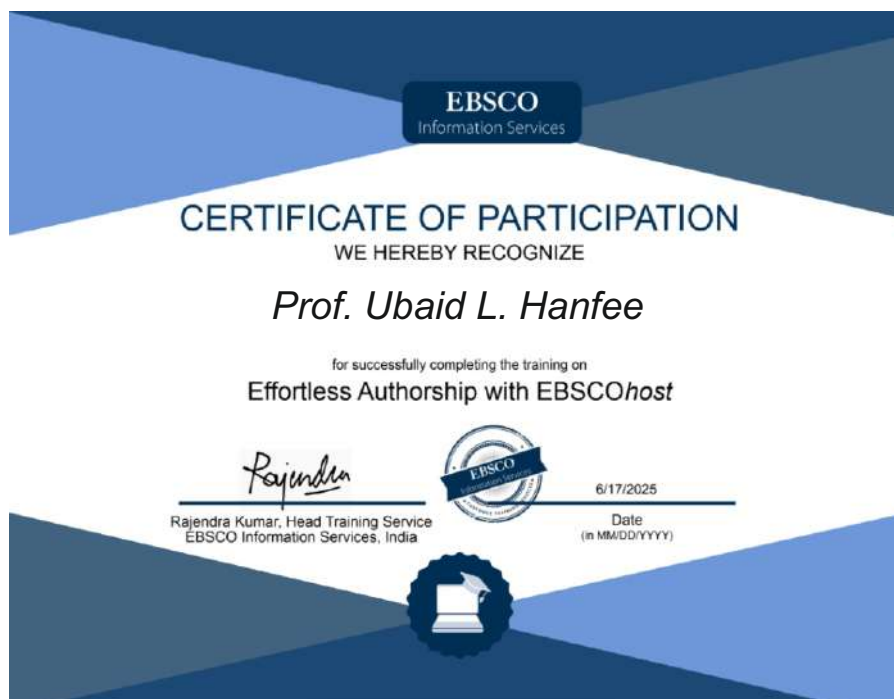 EBSCO
Information Services
CERTIFICATE OF PARTICIPATION
WE HEREBY RECOGNIZE
Prof. Ubaid L. Hanfee
for successfully completing the training on
Effortless Authorship with EBSCOhost
Rajendra
EBSCO
Information Services
6/17/2025
Rajendra Kumar, Head Training Service
EBSCO Information Services, India
Date
(in MM/DD/YYYY)